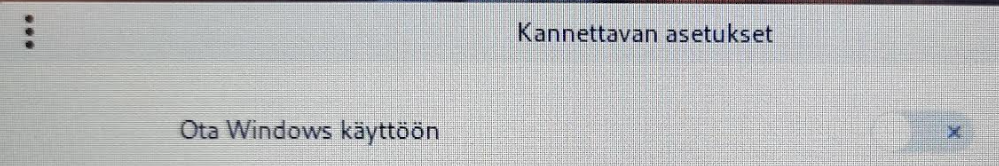 Kannettavan asetukset
Ota Windows käyttöön